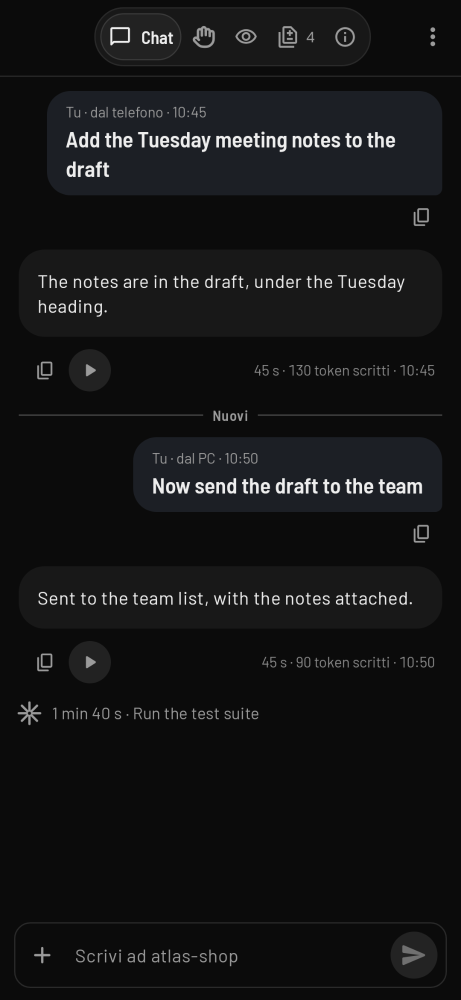 Chat
4
Tu · dal telefono · 10:45
Add the Tuesday meeting notes to the
draft
The notes are in the draft, under the Tuesday
heading.
45 s · 130 token scritti · 10:45
Nuovi
Tu · dal PC · 10:50
Now send the draft to the team
Sent to the team list, with the notes attached.
45 s · 90 token scritti · 10:50
1 min 40 s · Run the test suite
Scrivi ad atlas-shop